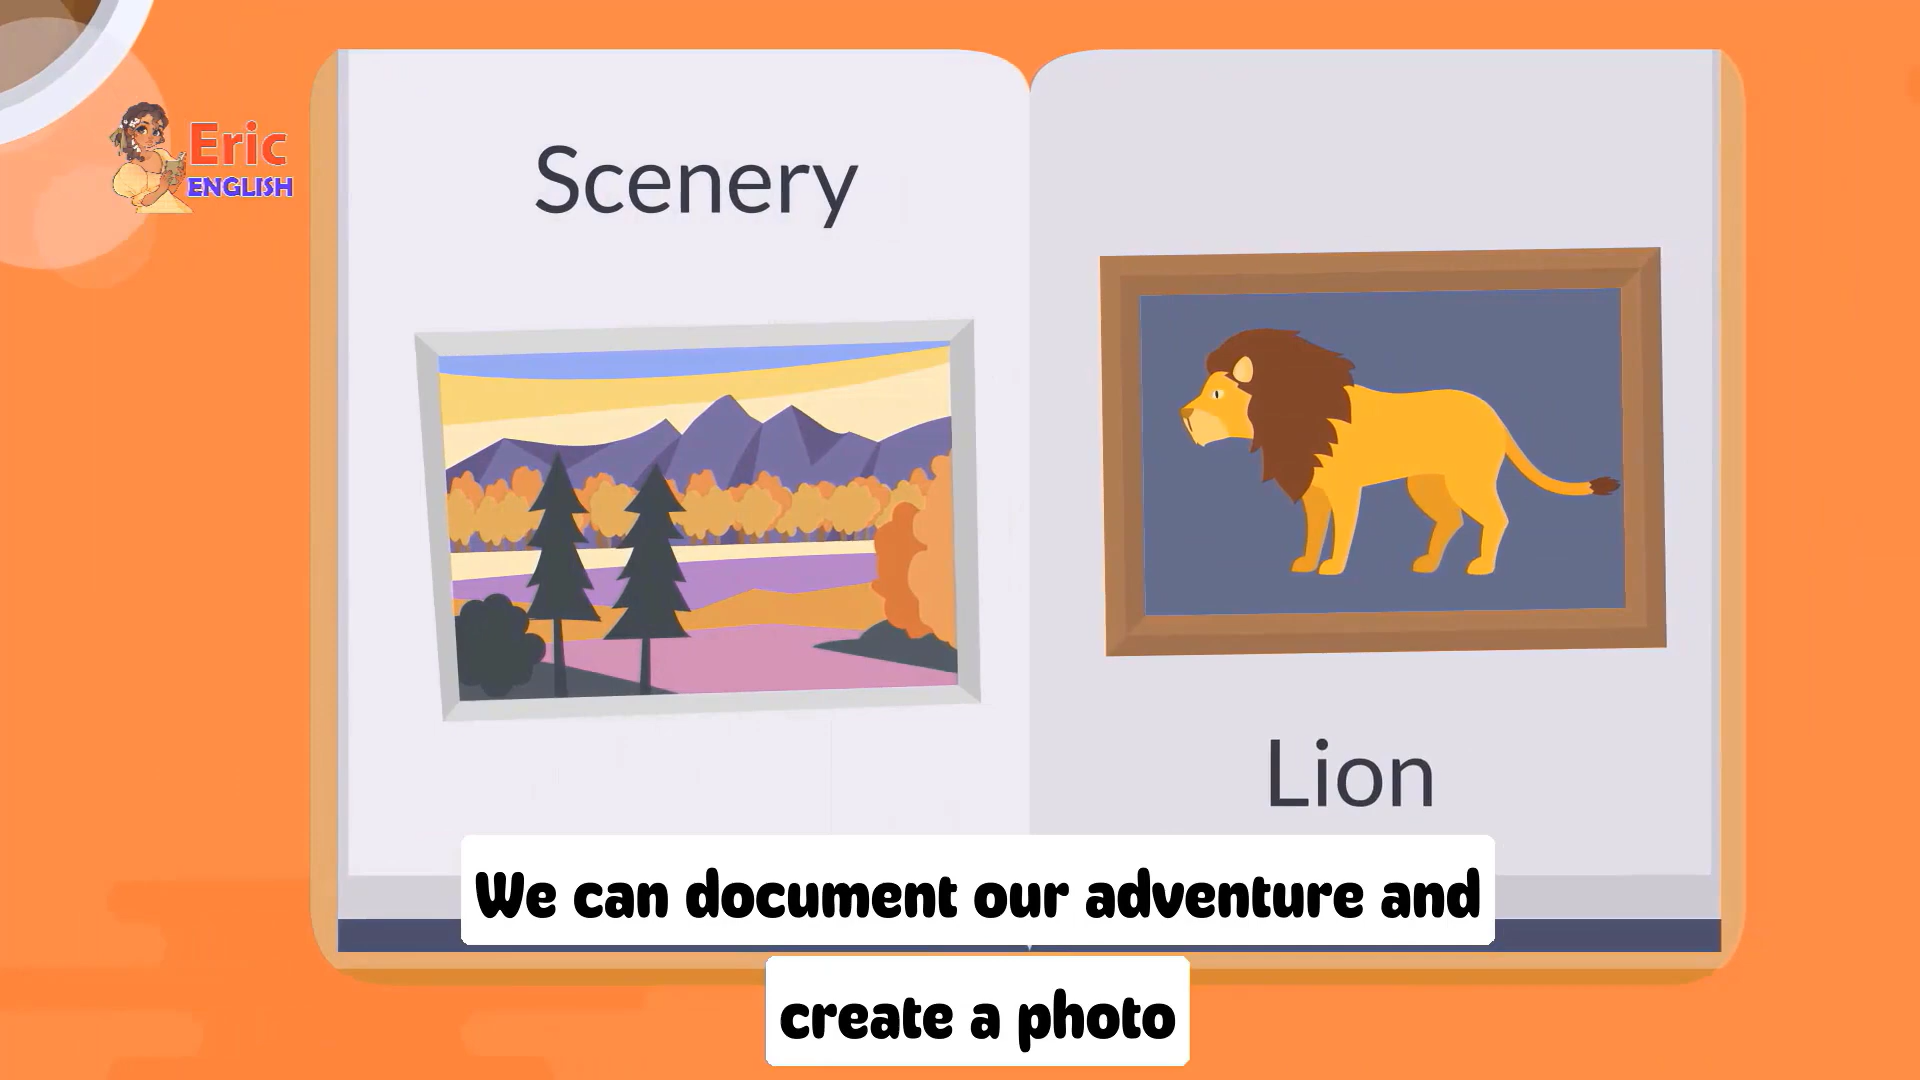 Eric
ENGLISH
Scenery
Lion
We can document our adventure and
create a photo